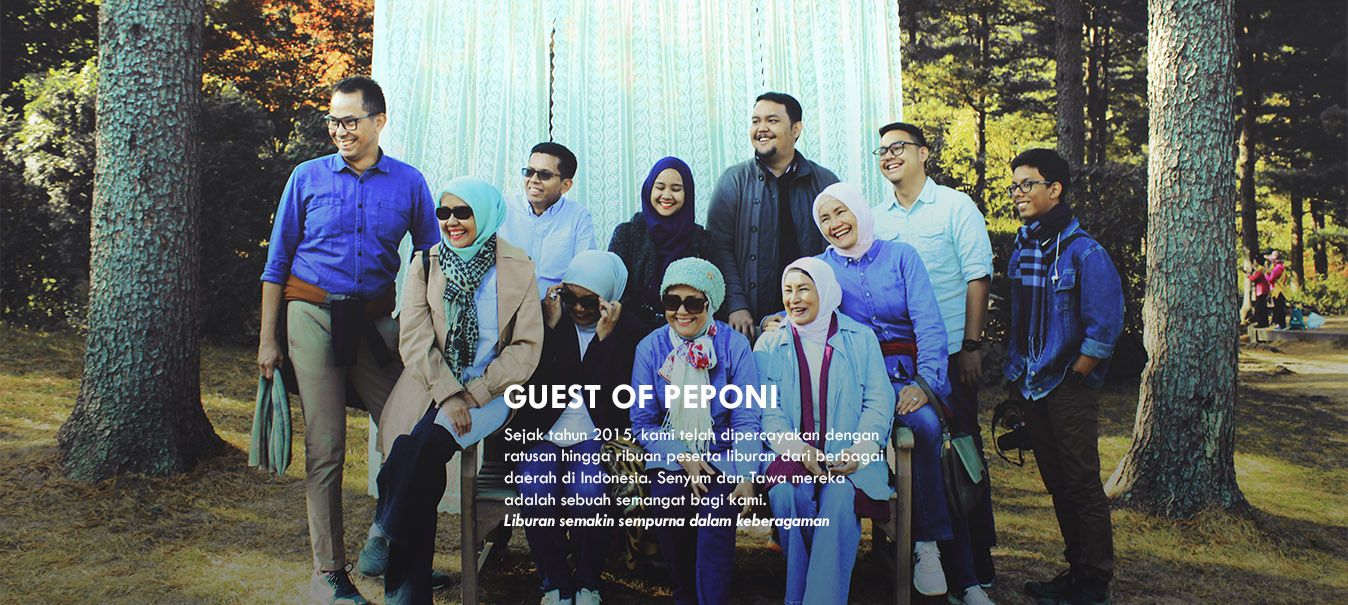 GUEST OF PEPONI
Sejak tahun 2015, kami telah dipercayakan dengan
ratusan hingga ribuan peserta liburan dari berbagai
daerah di Indonesia. Senyum dan Tawa mereka
adalah sebuah semangat bagi kami.
Liburan semakin sempurna dalam keberagaman